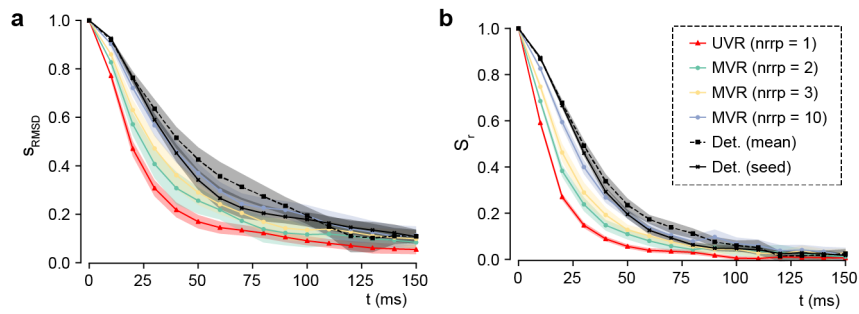 a
b
1.0
0.8
0.6
0.4
0.2
0.0
sRMSD
0
25
50
75
100
125
150
t (ms)
1.0
0.8
0.6
0.4
0.2
0.0
Sr
0
25
50
75
100
125
150
t (ms)
UVR (nrrp = 1)
MVR (nrrp = 2)
MVR (nrrp = 3)
MVR (nrrp = 10)
Det. (mean)
Det. (seed)